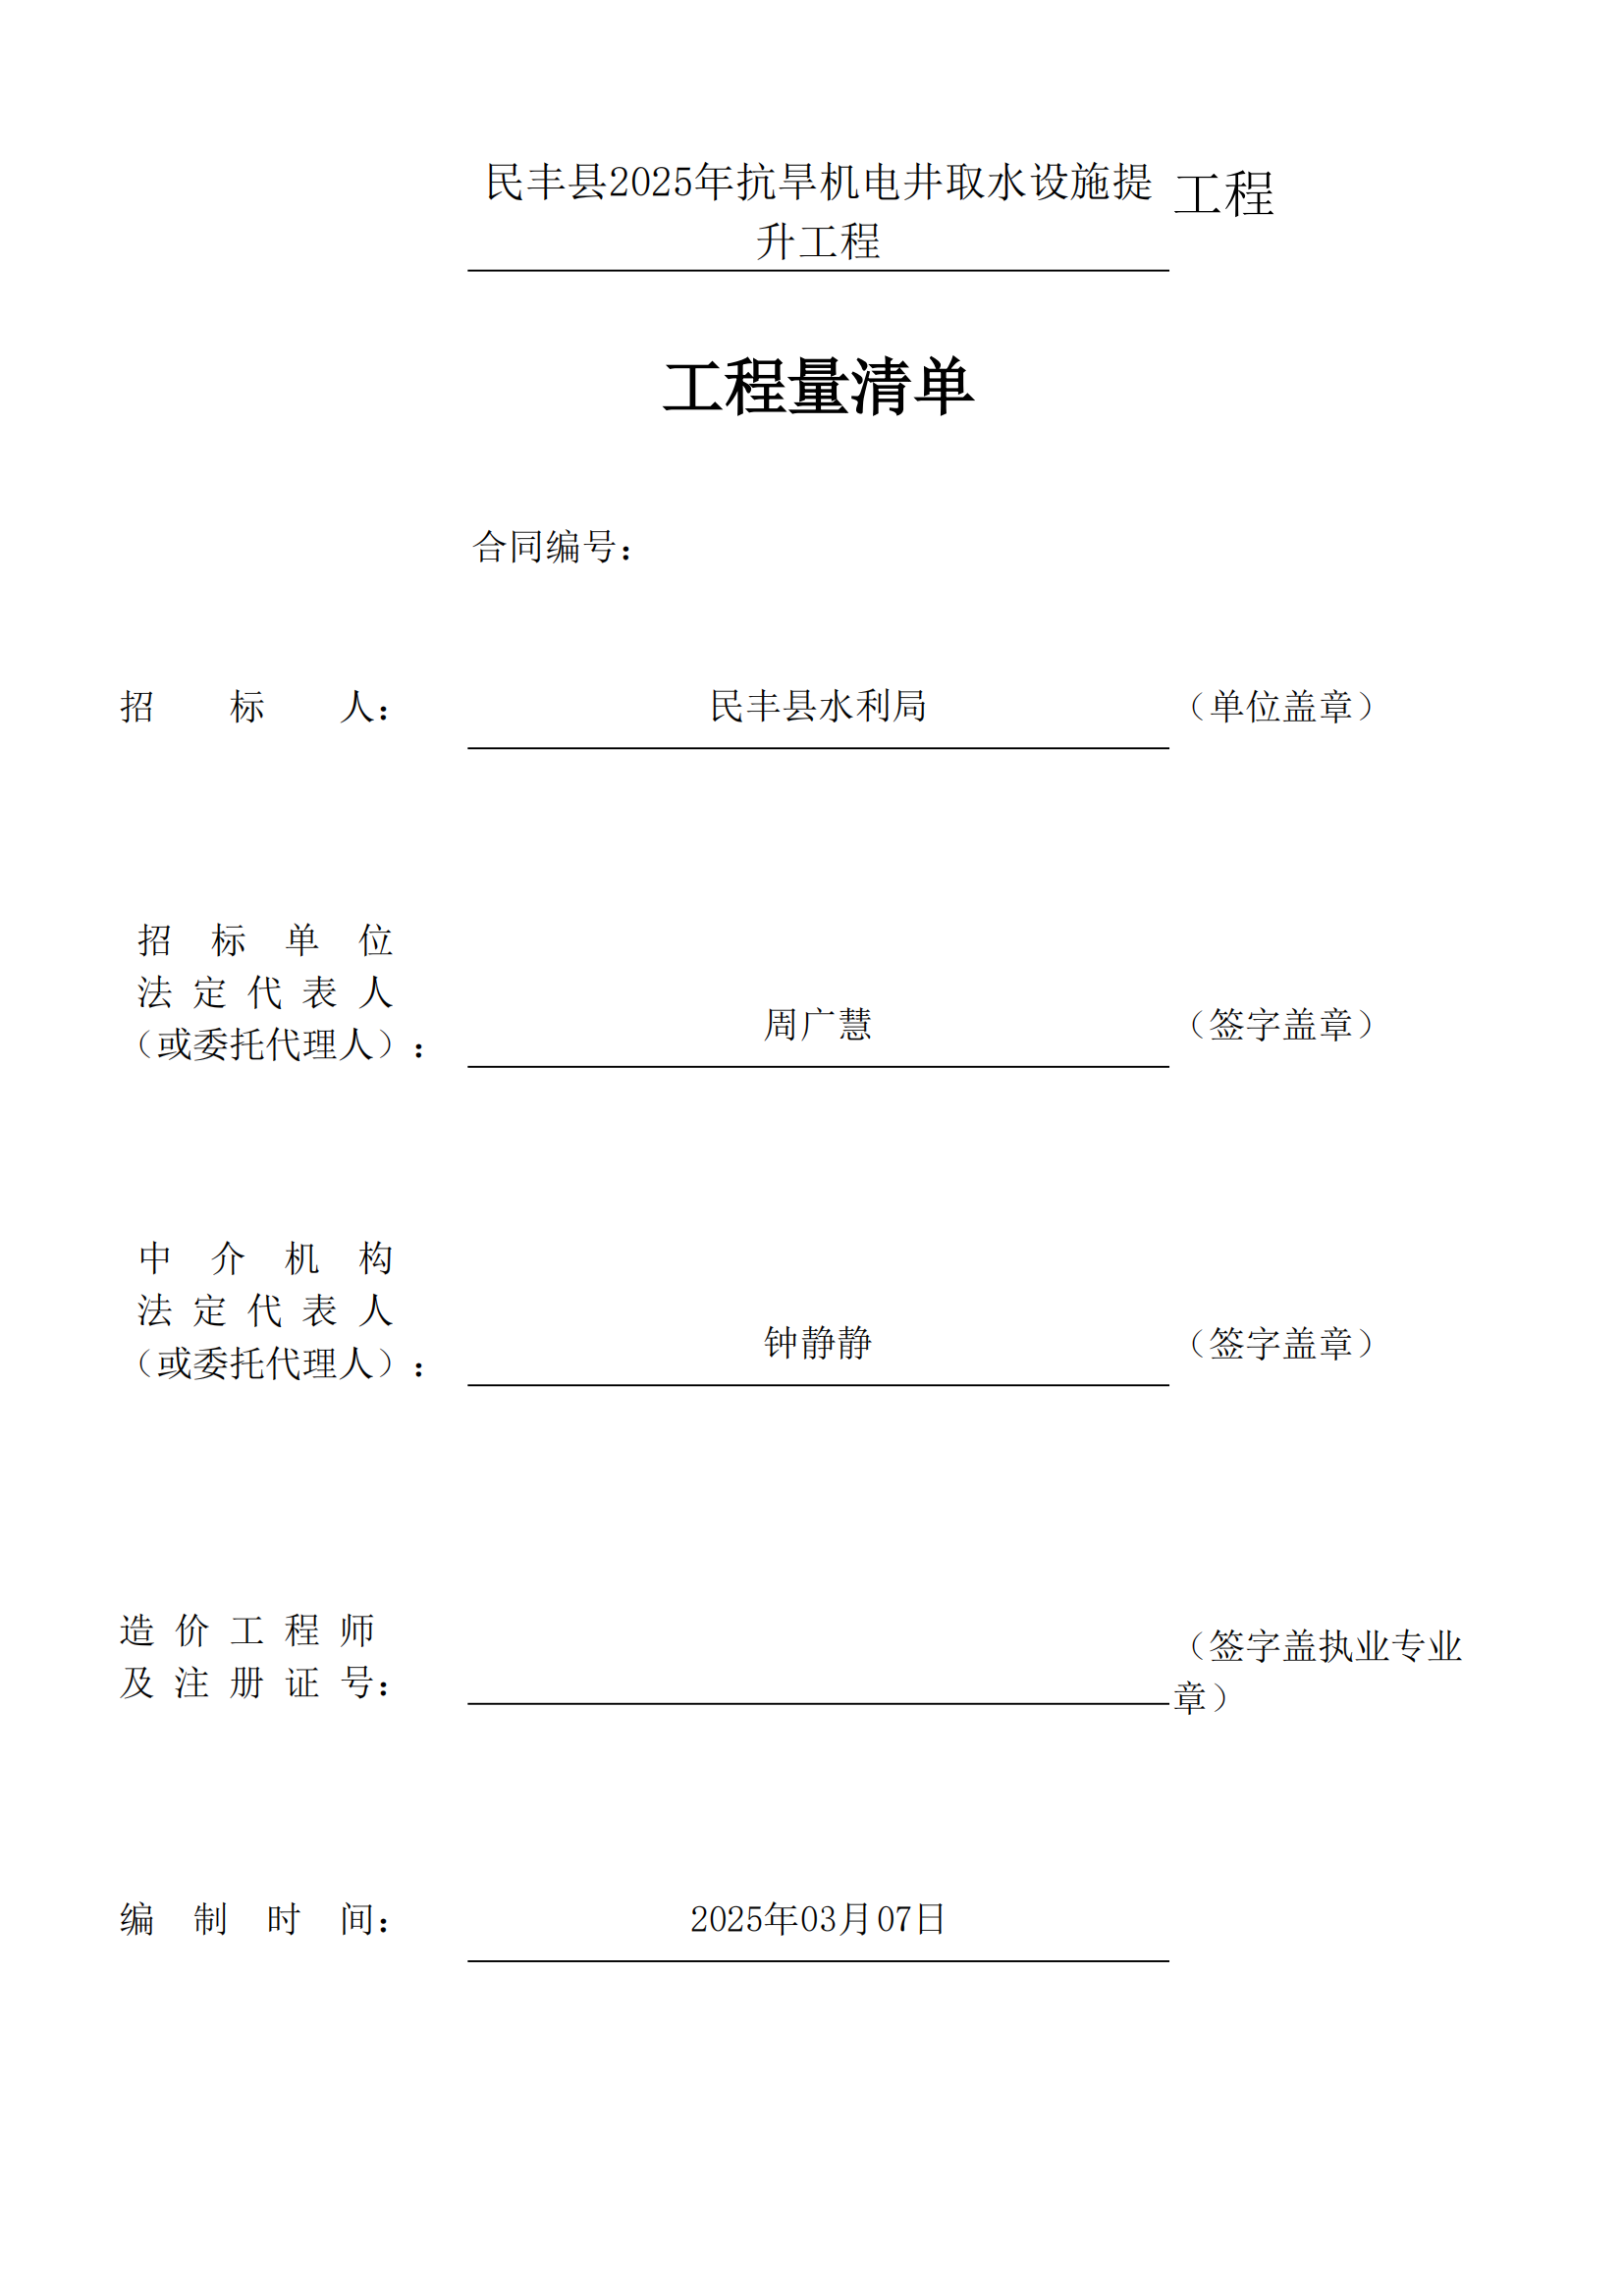 民丰县2025年抗旱机电井取水设施提 工程
升工程
工程量清单
合同编号：
招 标 人： 民丰县水利局 （单位盖章）
招 标 单 位
法 定 代 表 人
（或委托代理人）： 周广慧 （签字盖章）
中 介 机 构
法 定 代 表 人
（或委托代理人）： 钟静静 （签字盖章）
造 价 工 程 师
及 注 册 证 号： （签字盖执业专业
章）
编 制 时 间： 2025年03月07日